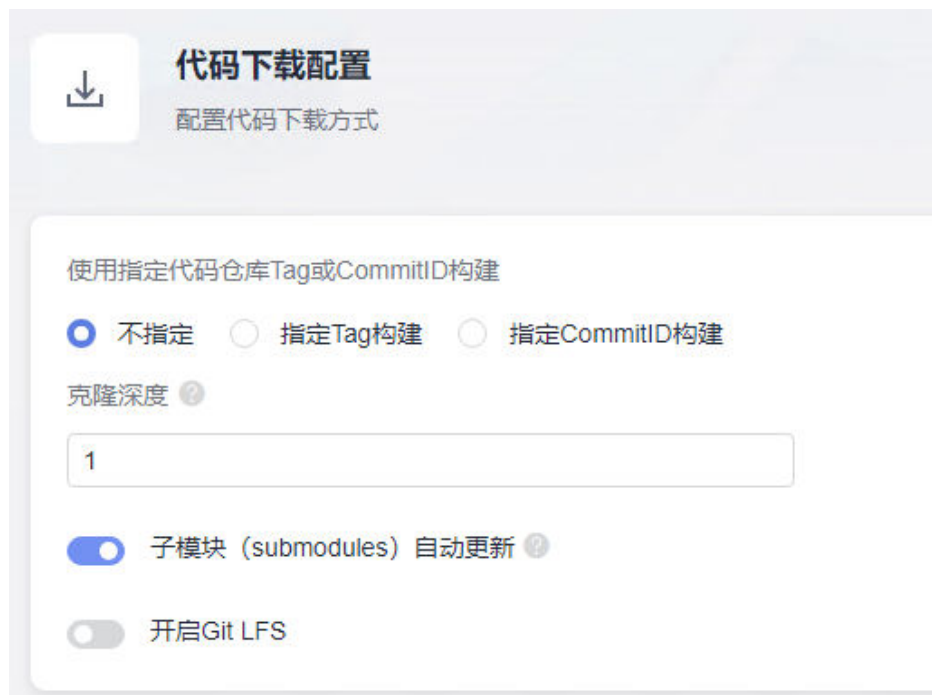 代码下载配置
配置代码下载方式
使用指定代码仓库Tag或CommitID构建
不指定 指定Tag构建 指定CommitID构建
克隆深度 ?
1
子模块（submodules）自动更新 ?
开启Git LFS